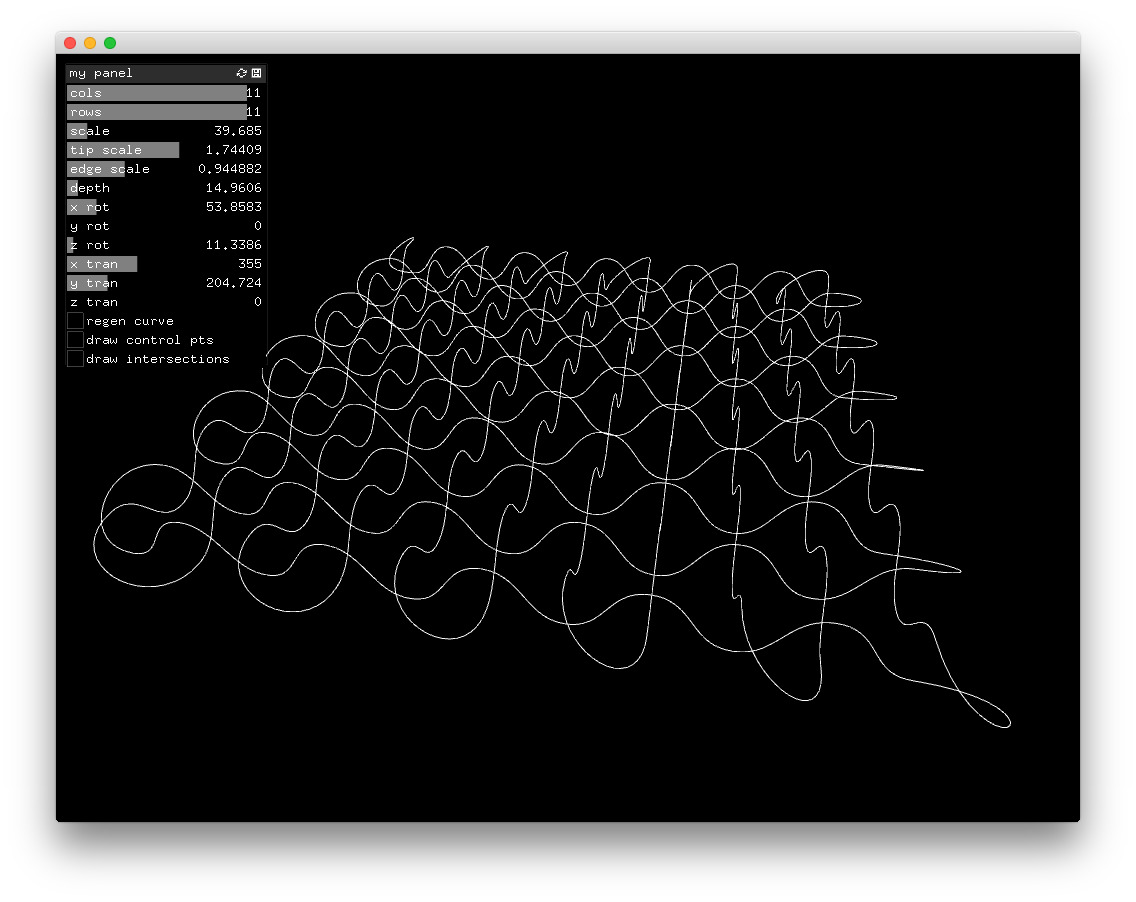 my panel
cols 11
rows 11
scale 39.685
tip scale 1.74409
edge scale 0.944882
depth 14.9606
x rot 53.8583
y rot 0
z rot 11.3386
x tran 355
y tran 204.724
z tran 0
regen curve
draw control pts
draw intersections